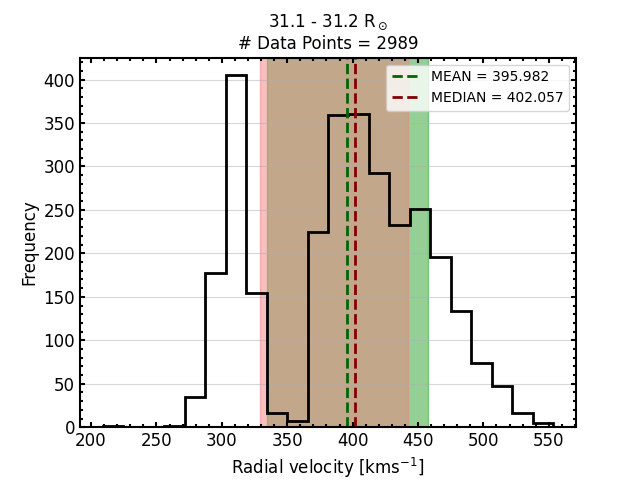 31.1 - 31.2 R⊙
# Data Points = 2989
MEAN = 395.982
MEDIAN = 402.057
400
350
300
250
200
150
100
50
0
Frequency
200 250 300 350 400 450 500 550
Radial velocity [kms⁻¹]